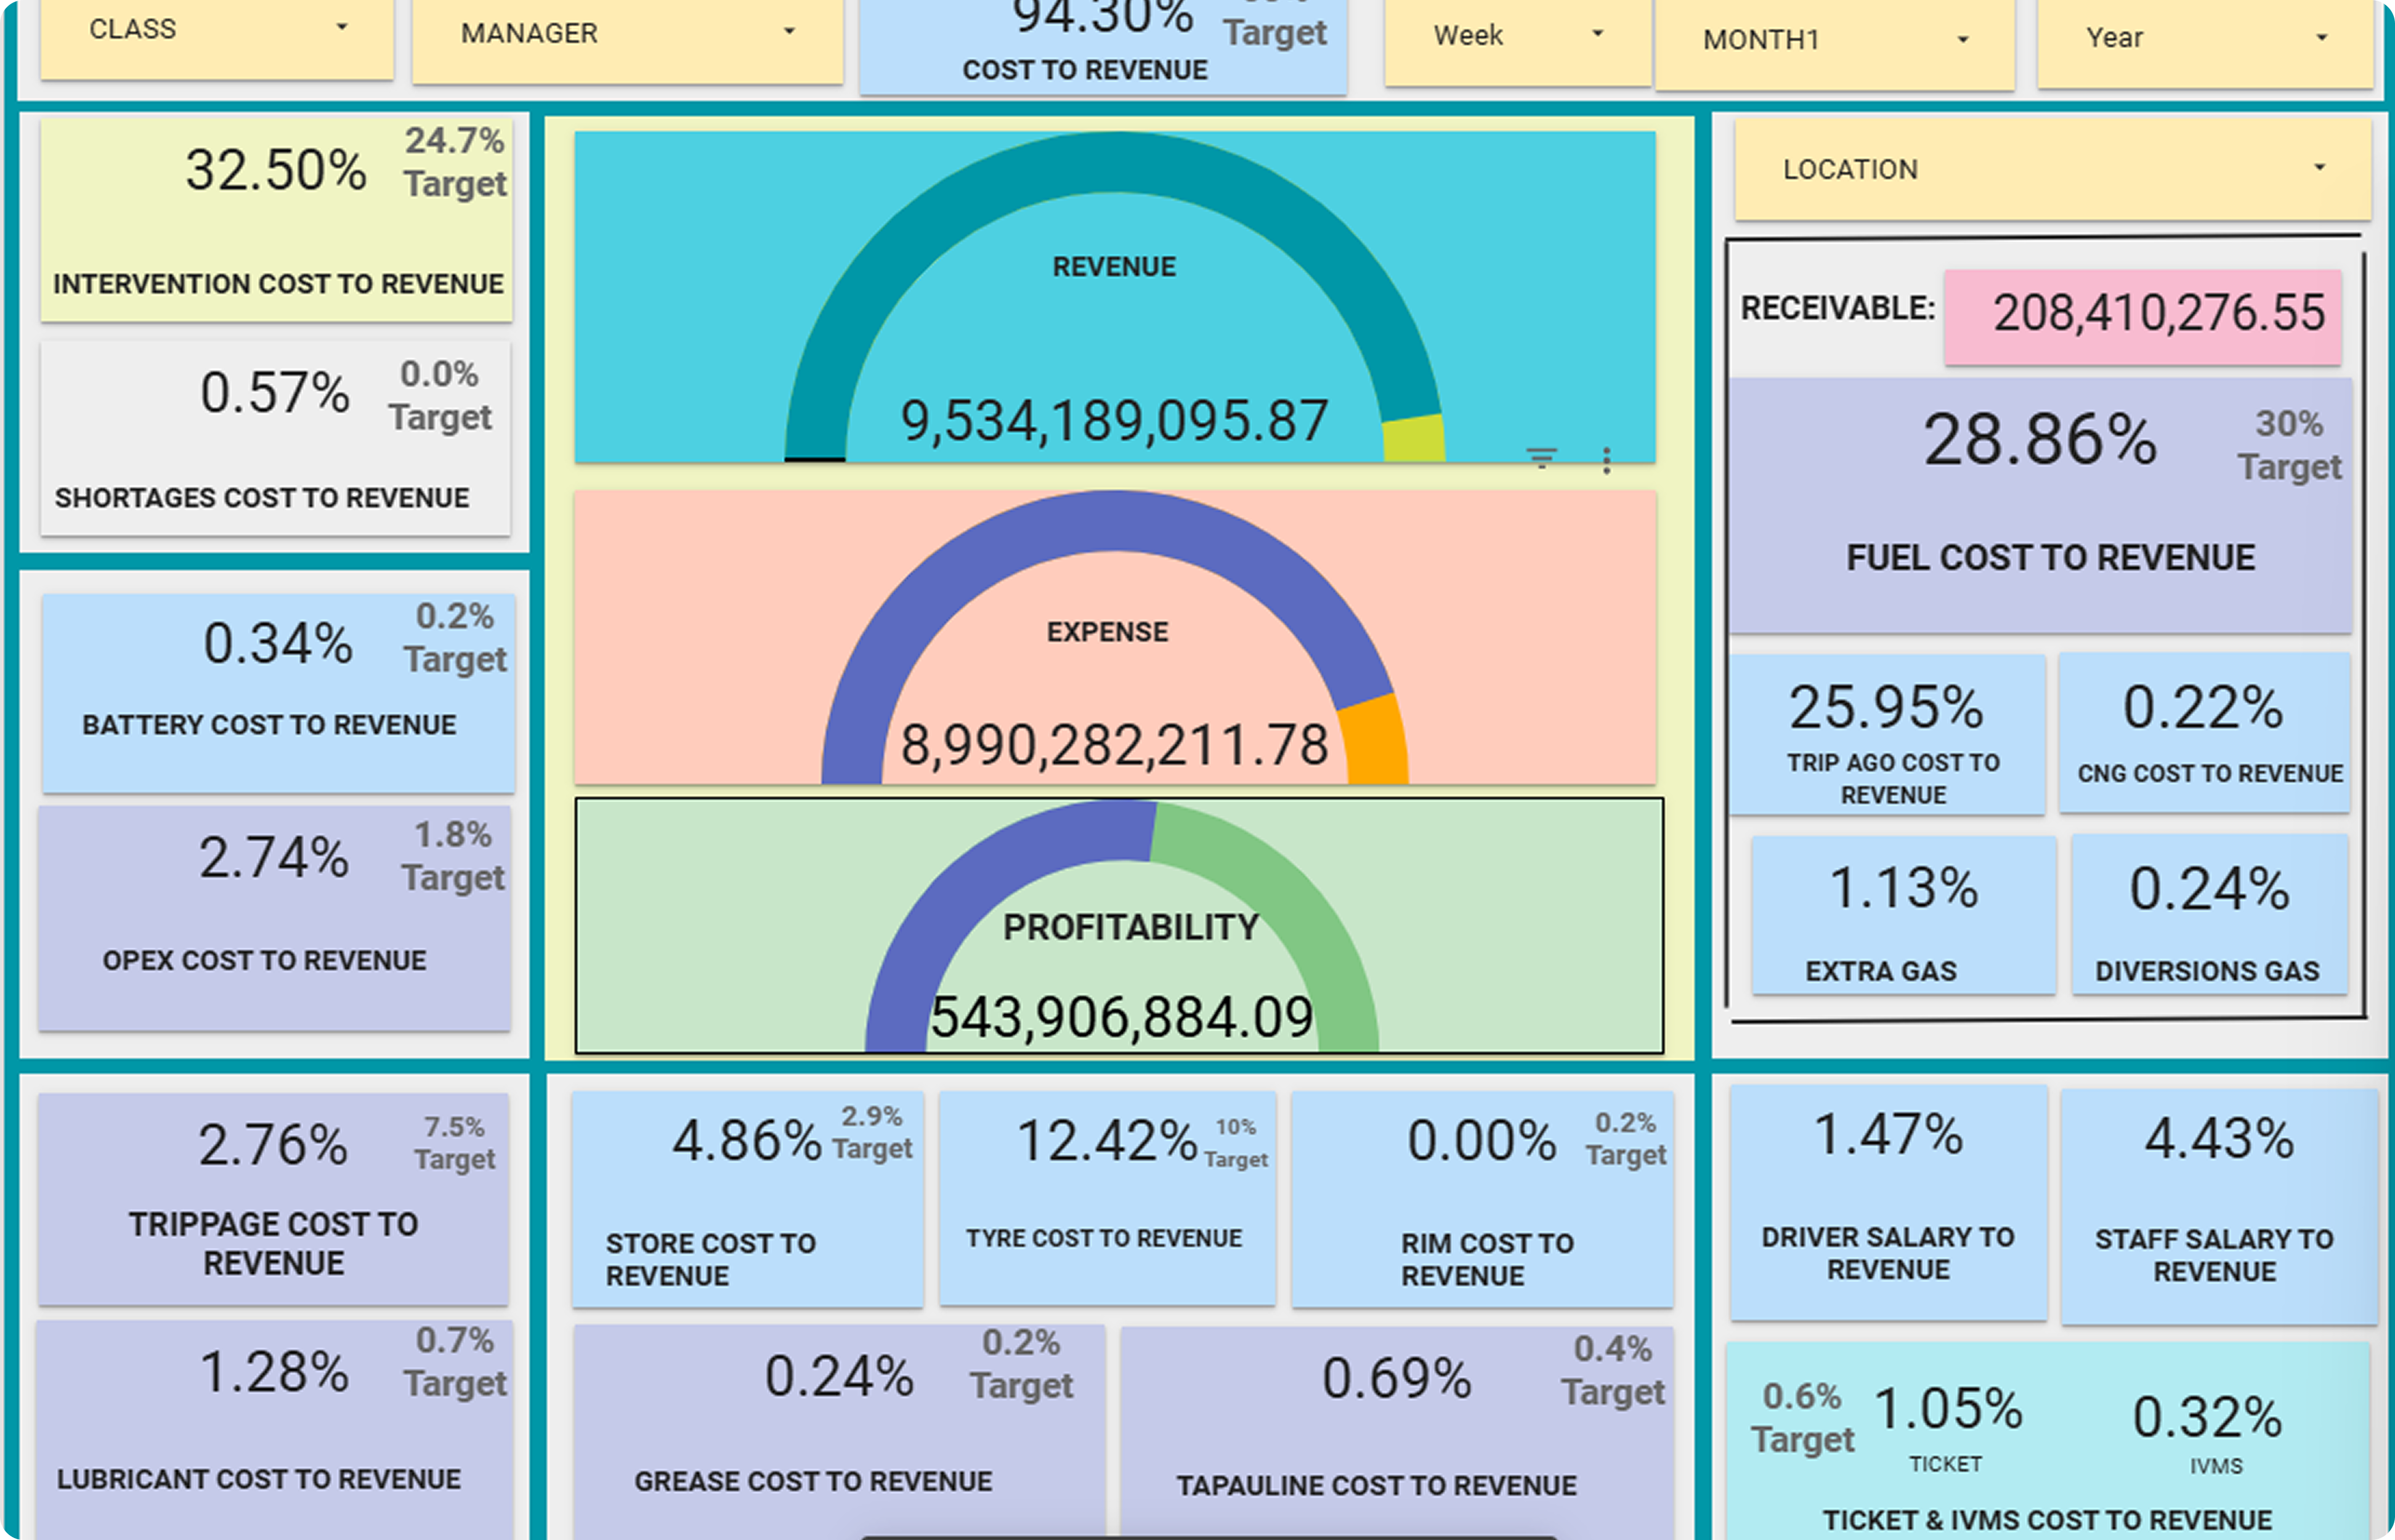 CLASS
MANAGER
94.30%
Target
COST TO REVENUE
Week
MONTH1
Year
32.50%
24.7%
Target
INTERVENTION COST TO REVENUE
0.57%
0.0%
Target
SHORTAGES COST TO REVENUE
0.34%
0.2%
Target
BATTERY COST TO REVENUE
2.74%
1.8%
Target
OPEX COST TO REVENUE
REVENUE
9,534,189,095.87
EXPENSE
8,990,282,211.78
PROFITABILITY
543,906,884.09
LOCATION
RECEIVABLE:
208,410,276.55
28.86%
30%
Target
FUEL COST TO REVENUE
25.95%
TRIP AGO COST TO
REVENUE
0.22%
CNG COST TO REVENUE
1.13%
EXTRA GAS
0.24%
DIVERSIONS GAS
2.76%
7.5%
Target
TRIPPAGE COST TO
REVENUE
1.28%
0.7%
Target
LUBRICANT COST TO REVENUE
4.86%
2.9%
Target
STORE COST TO
REVENUE
12.42%
10%
Target
TYRE COST TO REVENUE
0.00%
0.2%
Target
RIM COST TO
REVENUE
0.24%
0.2%
Target
GREASE COST TO REVENUE
0.69%
0.4%
Target
TAPAULINE COST TO REVENUE
1.47%
DRIVER SALARY TO
REVENUE
4.43%
STAFF SALARY TO
REVENUE
0.6%
Target
1.05%
TICKET
0.32%
IVMS
TICKET & IVMS COST TO REVENUE